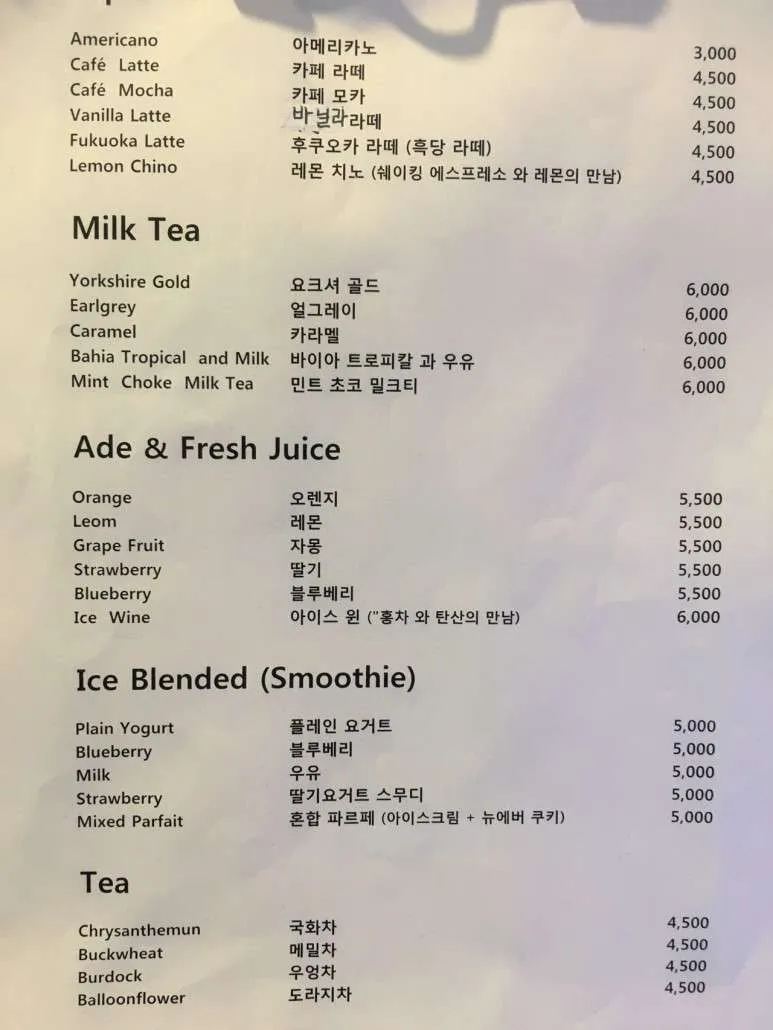 Americano 아메리카노 3,000
Café Latte 카페 라떼 4,500
Café Mocha 카페 모카 4,500
Vanilla Latte 바닐라라떼 4,500
Fukuoka Latte 후쿠오카 라떼 (흑당 라떼) 4,500
Lemon Chino 레몬 치노 (쉐이킹 에스프레소 와 레몬의 만남) 4,500
Milk Tea
Yorkshire Gold 요크셔 골드 6,000
Earlgrey 얼그레이 6,000
Caramel 카라멜 6,000
Bahia Tropical and Milk 바이아 트로피칼 과 우유 6,000
Mint Choke Milk Tea 민트 초코 밀크티 6,000
Ade & Fresh Juice
Orange 오렌지 5,500
Leom 레몬 5,500
Grape Fruit 자몽 5,500
Strawberry 딸기 5,500
Blueberry 블루베리 5,500
Ice Wine 아이스 윈 ("홍차 와 탄산의 만남) 6,000
Ice Blended (Smoothie)
Plain Yogurt 플레인 요거트 5,000
Blueberry 블루베리 5,000
Milk 우유 5,000
Strawberry 딸기요거트 스무디 5,000
Mixed Parfait 혼합 파르페 (아이스크림 + 뉴에버 쿠키) 5,000
Tea
Chrysanthemun 국화차 4,500
Buckwheat 메밀차 4,500
Burdock 우엉차 4,500
Balloonflower 도라지차 4,500